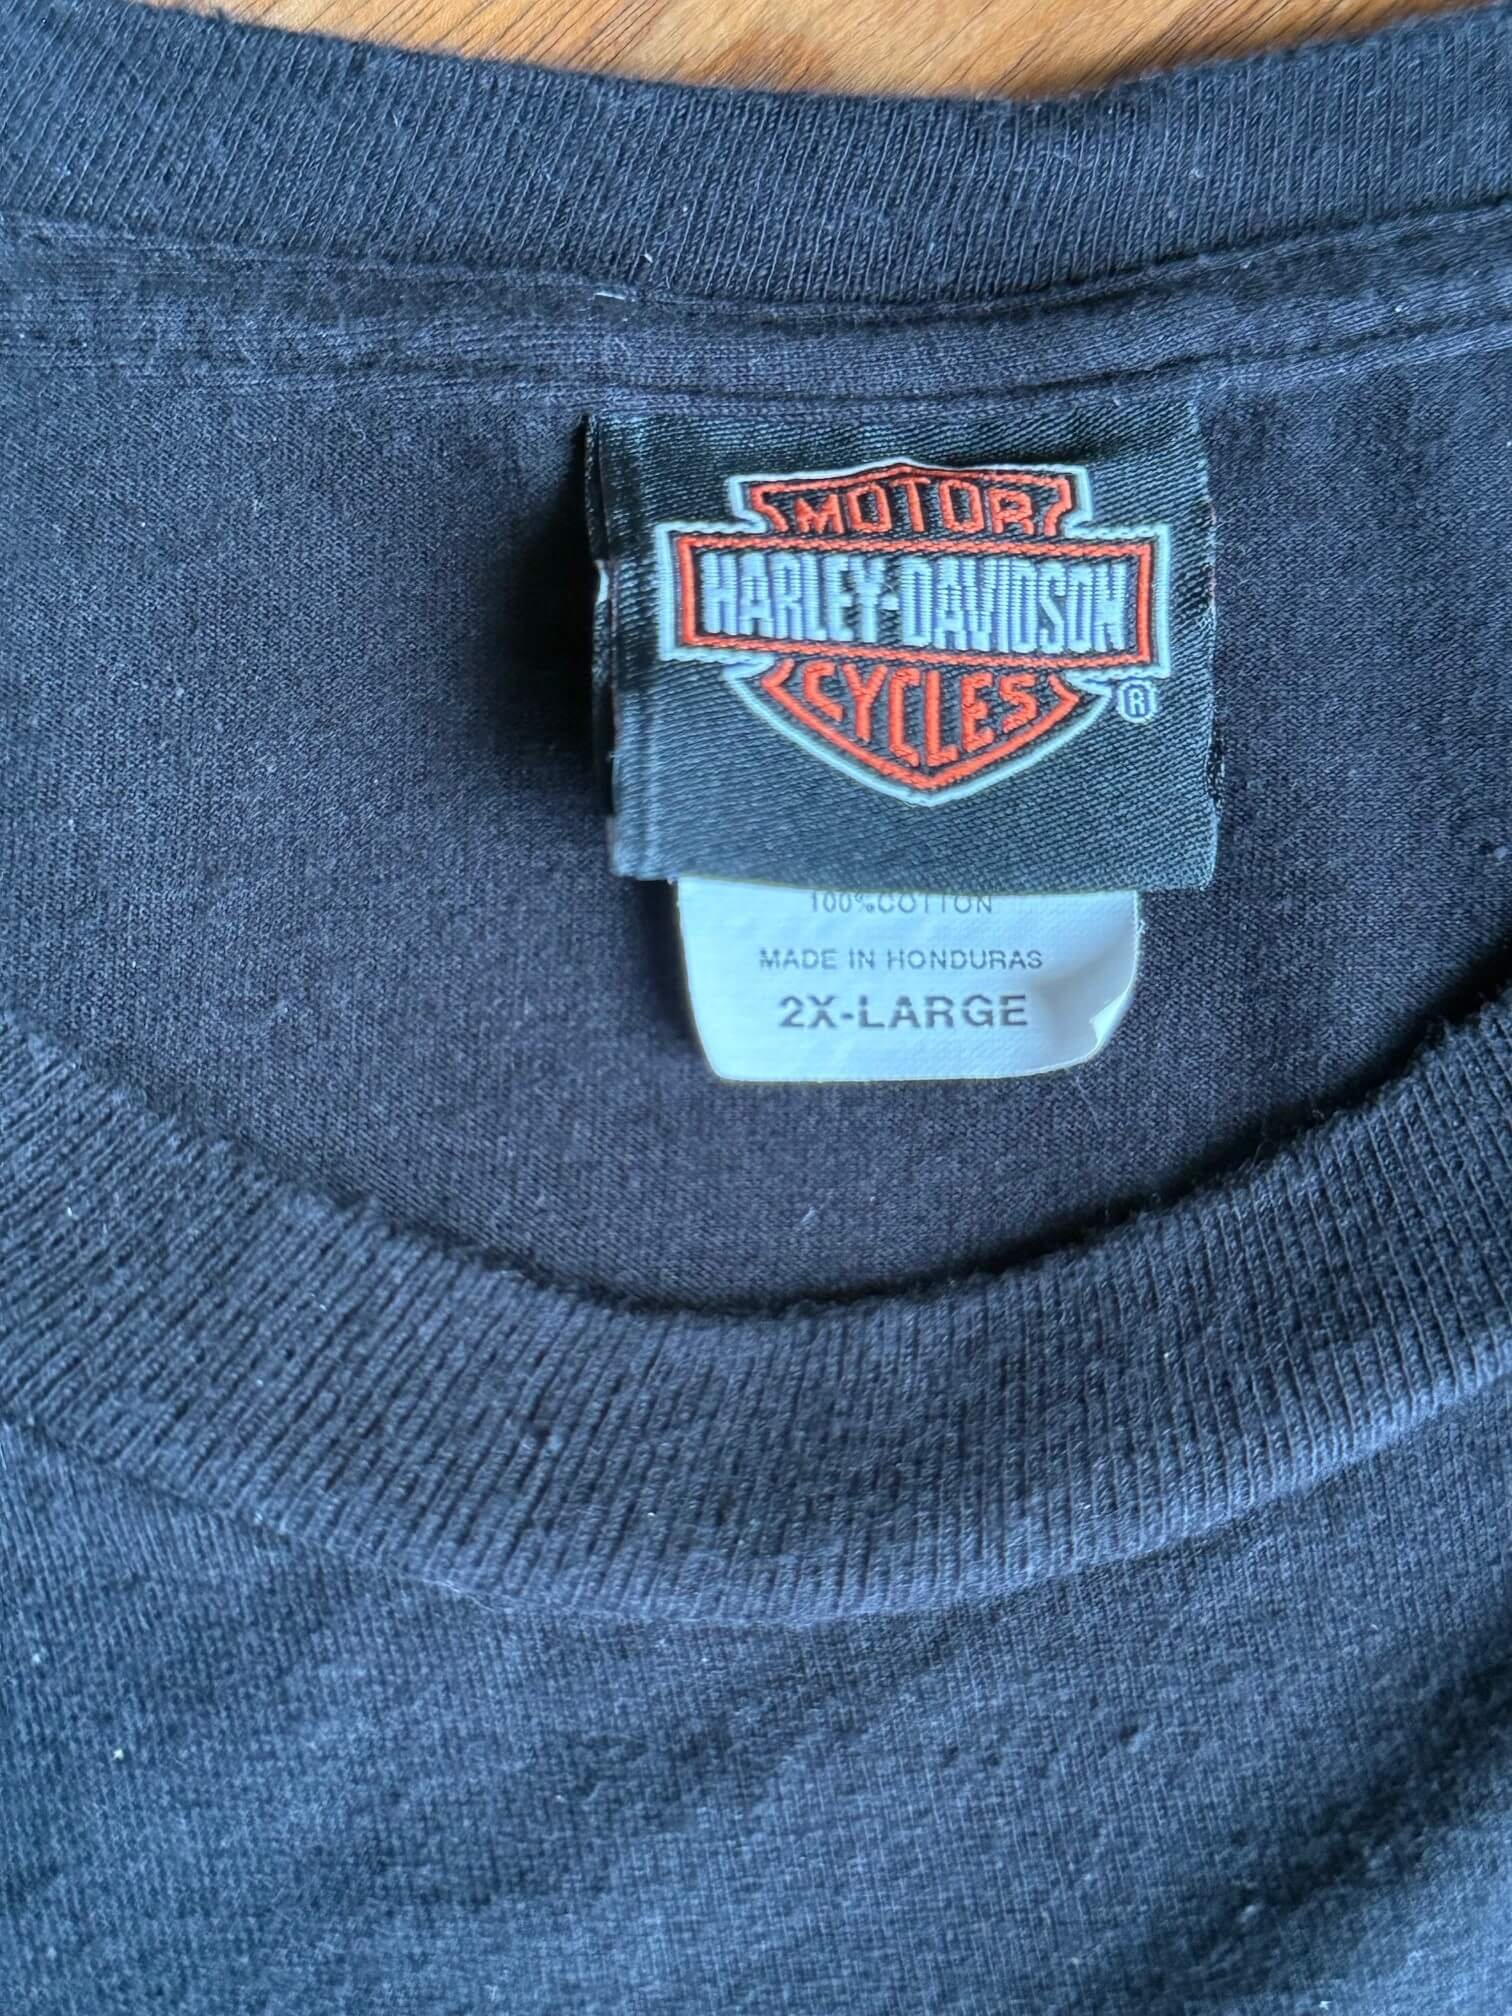 MOTOR
HARLEY-DAVIDSON
CYCLES
®
100%COTTON
MADE IN HONDURAS
2X-LARGE